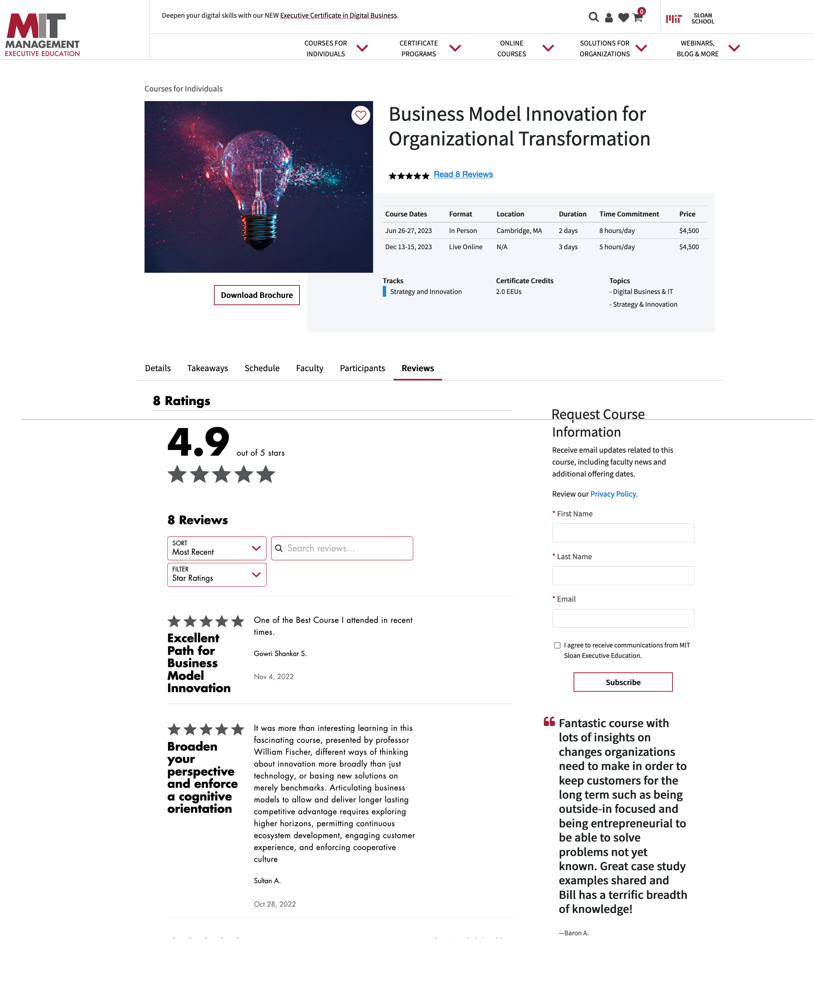 MIT
MANAGEMENT
EXECUTIVE EDUCATION
Deepen your digital skills with our NEW Executive Certificate in Digital Business.
0
MIT
SLOAN
SCHOOL
COURSES FOR
INDIVIDUALS
CERTIFICATE
PROGRAMS
ONLINE
COURSES
SOLUTIONS FOR
ORGANIZATIONS
WEBINARS,
BLOG & MORE
Courses for Individuals
Business Model Innovation for
Organizational Transformation
Read 8 Reviews
Course Dates Format Location Duration Time Commitment Price
Jun 26-27, 2023 In Person Cambridge, MA 2 days 8 hours/day $4,500
Dec 13-15, 2023 Live Online N/A 3 days 5 hours/day $4,500
Tracks
Strategy and Innovation
Certificate Credits
2.0 EEUs
Topics
- Digital Business & IT
- Strategy & Innovation
Download Brochure
Details Takeaways Schedule Faculty Participants Reviews
8 Ratings
4.9 out of 5 stars
8 Reviews
SORT
Most Recent
Search reviews...
FILTER
Star Ratings
Excellent
Path for
Business
Model
Innovation
One of the Best Course I attended in recent
times.
Gowri Shankar S.
Nov 4, 2022
Broaden
your
perspective
and enforce
a cognitive
orientation
It was more than interesting learning in this
fascinating course, presented by professor
William Fischer, different ways of thinking
about innovation more broadly than just
technology, or basing new solutions on
merely benchmarks. Articulating business
models to allow and deliver longer lasting
competitive advantage requires exploring
higher horizons, permitting continuous
ecosystem development, engaging customer
experience, and enforcing cooperative
culture
Sultan A.
Oct 28, 2022
Request Course
Information
Receive email updates related to this
course, including faculty news and
additional offering dates.
Review our Privacy Policy.
* First Name
* Last Name
* Email
I agree to receive communications from MIT
Sloan Executive Education.
Subscribe
“ Fantastic course with
lots of insights on
changes organizations
need to make in order to
keep customers for the
long term such as being
outside-in focused and
being entrepreneurial to
be able to solve
problems not yet
known. Great case study
examples shared and
Bill has a terrific breadth
of knowledge!
—Baron A.